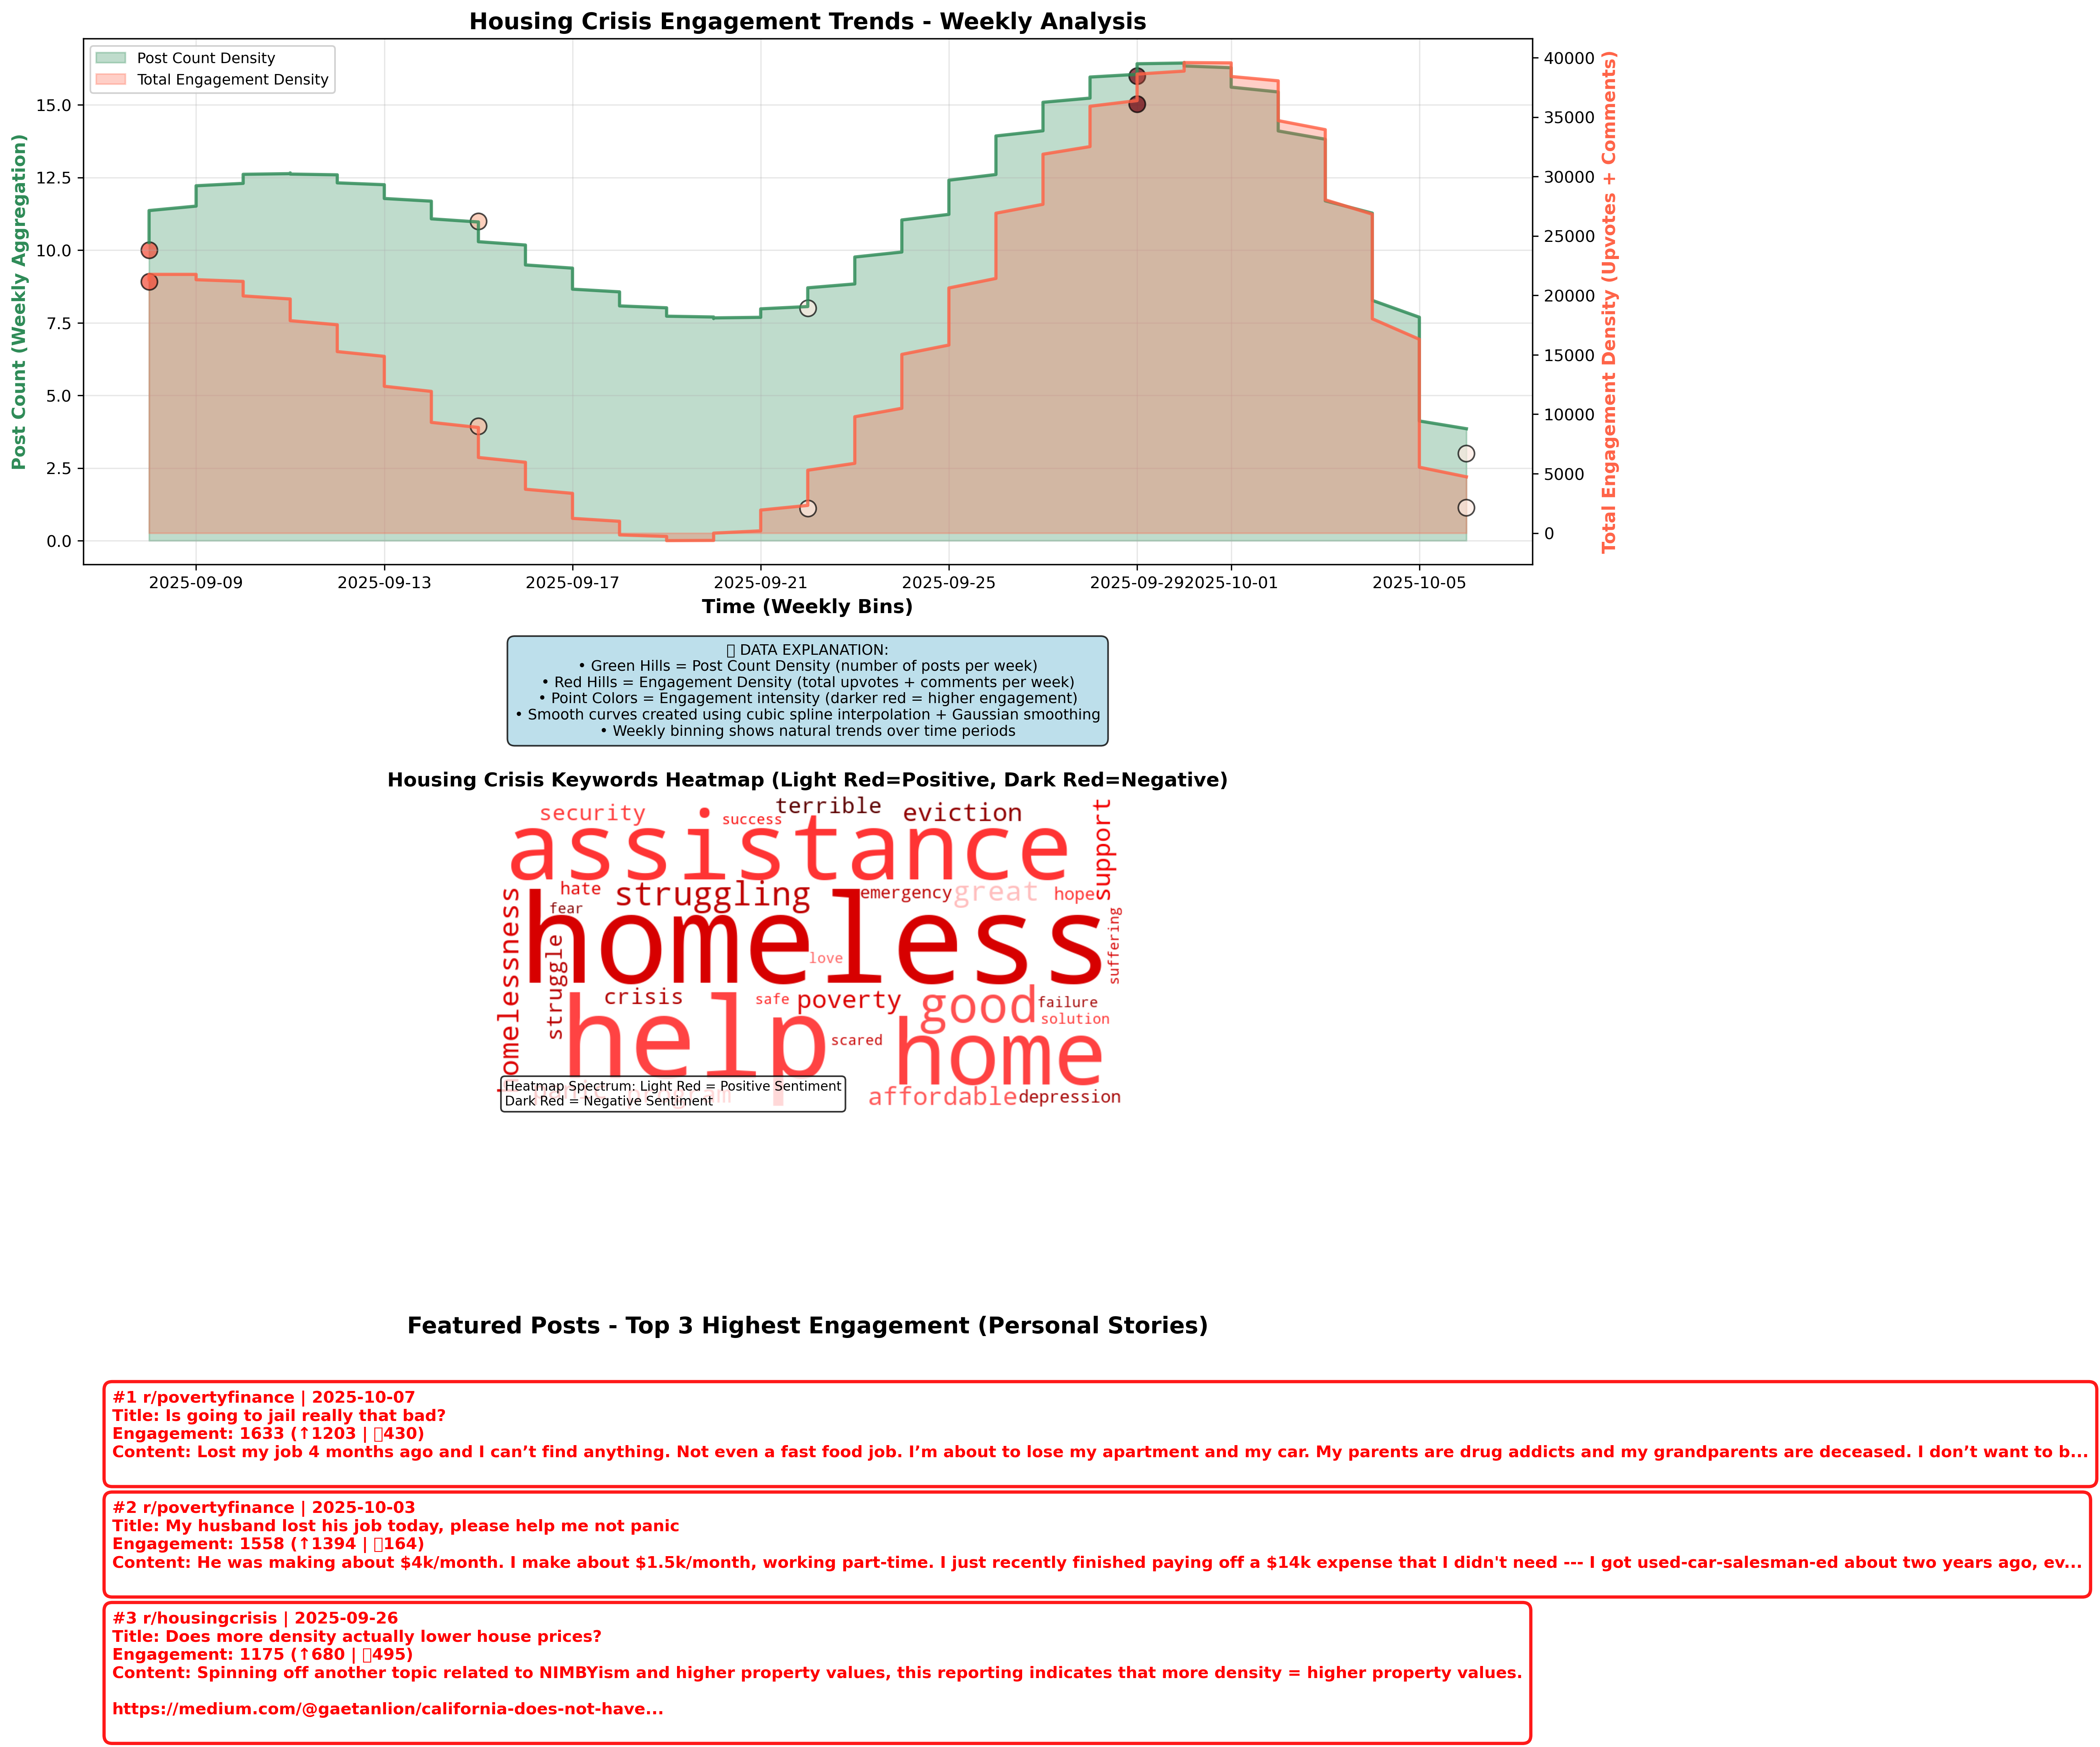 Housing Crisis Engagement Trends - Weekly Analysis
Post Count Density
Total Engagement Density
Post Count (Weekly Aggregation)
15.0
12.5
10.0
7.5
5.0
2.5
0.0
40000
35000
30000
25000
20000
15000
10000
5000
0
Total Engagement Density (Upvotes + Comments)
2025-09-09
2025-09-13
2025-09-17
2025-09-21
2025-09-25
2025-09-29
2025-10-01
2025-10-05
Time (Weekly Bins)
DATA EXPLANATION:
• Green Hills = Post Count Density (number of posts per week)
• Red Hills = Engagement Density (total upvotes + comments per week)
• Point Colors = Engagement intensity (darker red = higher engagement)
• Smooth curves created using cubic spline interpolation + Gaussian smoothing
• Weekly binning shows natural trends over time periods
Housing Crisis Keywords Heatmap (Light Red=Positive, Dark Red=Negative)
security
success
terrible
eviction
support
assistance
hate
struggling
emergency
great
hope
fear
homeless
suffering
homelessness
struggle
love
crisis
safe
poverty
good
failure
solution
help
scared
home
affordable
depression
Heatmap Spectrum: Light Red = Positive Sentiment
Dark Red = Negative Sentiment
Featured Posts - Top 3 Highest Engagement (Personal Stories)
#1 r/povertyfinance | 2025-10-07
Title: Is going to jail really that bad?
Engagement: 1633 (↑1203 | 430)
Content: Lost my job 4 months ago and I can’t find anything. Not even a fast food job. I’m about to lose my apartment and my car. My parents are drug addicts and my grandparents are deceased. I don’t want to b...
#2 r/povertyfinance | 2025-10-03
Title: My husband lost his job today, please help me not panic
Engagement: 1558 (↑1394 | 164)
Content: He was making about $4k/month. I make about $1.5k/month, working part-time. I just recently finished paying off a $14k expense that I didn't need --- I got used-car-salesman-ed about two years ago, ev...
#3 r/housingcrisis | 2025-09-26
Title: Does more density actually lower house prices?
Engagement: 1175 (↑680 | 495)
Content: Spinning off another topic related to NIMBYism and higher property values, this reporting indicates that more density = higher property values.
https://medium.com/@gaetanlion/california-does-not-have...